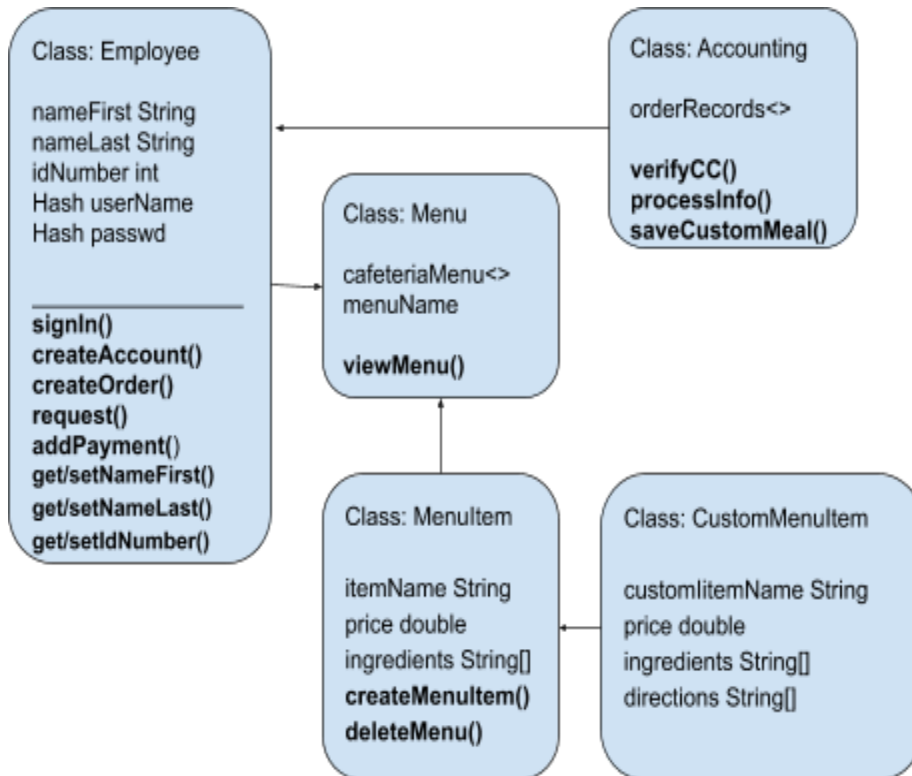 Class: Employee
nameFirst String
nameLast String
idNumber int
Hash userName
Hash passwd
signIn()
createAccount()
createOrder()
request()
addPayment()
get/setNameFirst()
get/setNameLast()
get/setIdNumber()
Class: Accounting
orderRecords<>
verifyCC()
processInfo()
saveCustomMeal()
Class: Menu
cafeteriaMenu<>
menuName
viewMenu()
Class: MenuItem
itemName String
price double
ingredients String[]
createMenuItem()
deleteMenu()
Class: CustomMenuItem
customIitemName String
price double
ingredients String[]
directions String[]